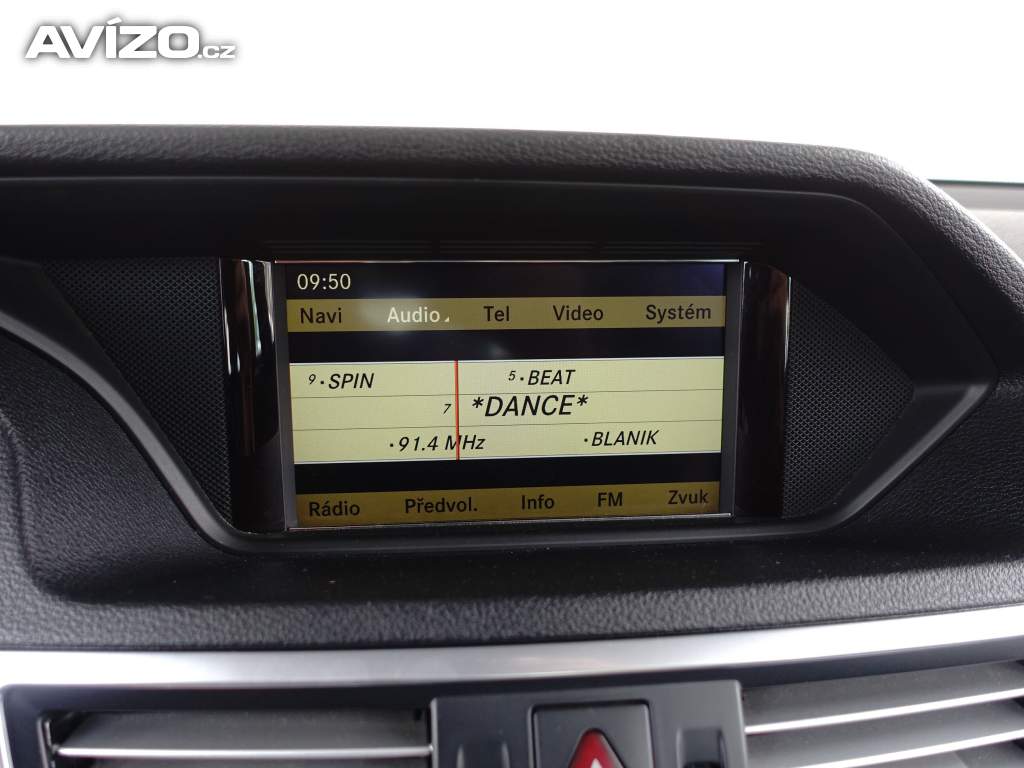 AVÍZO.cz
09:50
Navi Audio Tel Video Systém
9·SPIN 5·BEAT
7 *DANCE*
·91.4 MHz ·BLANIK
Rádio Předvol. Info FM Zvuk